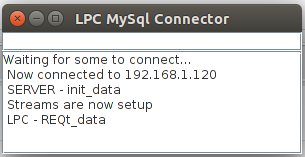 LPC MySql Connector
Waiting for some to connect...
Now connected to 192.168.1.120
SERVER - init_data
Streams are now setup
LPC - REQt_data